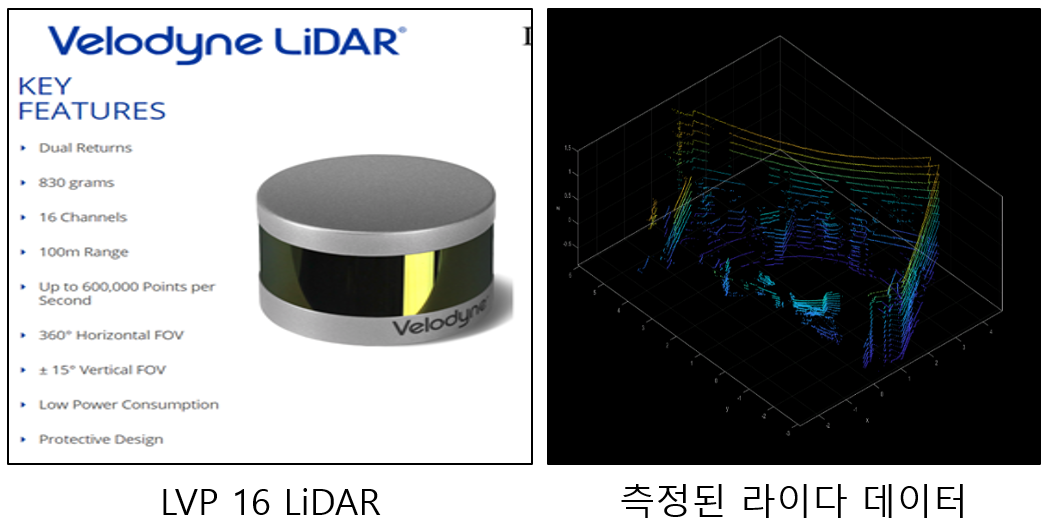 Velodyne LiDAR®
KEY
FEATURES
Dual Returns
830 grams
16 Channels
100m Range
Up to 600,000 Points per
Second
360° Horizontal FOV
± 15° Vertical FOV
Low Power Consumption
Protective Design
Velodyne
LVP 16 LiDAR
측정된 라이다 데이터